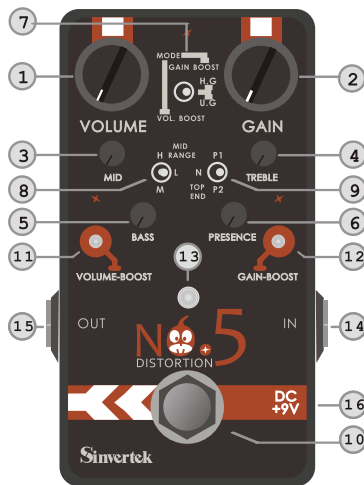 7
MODE
GAIN BOOST
H.G
U.G
VOL. BOOST
1
2
VOLUME
GAIN
3
4
MID
TREBLE
MID
RANGE
H
L
M
P1
N
P2
TOP
END
8
9
5
6
BASS
PRESENCE
11
12
13
VOLUME-BOOST
GAIN-BOOST
15
OUT
IN
14
No.5
DISTORTION
DC
+9V
16
10
Sinvertek